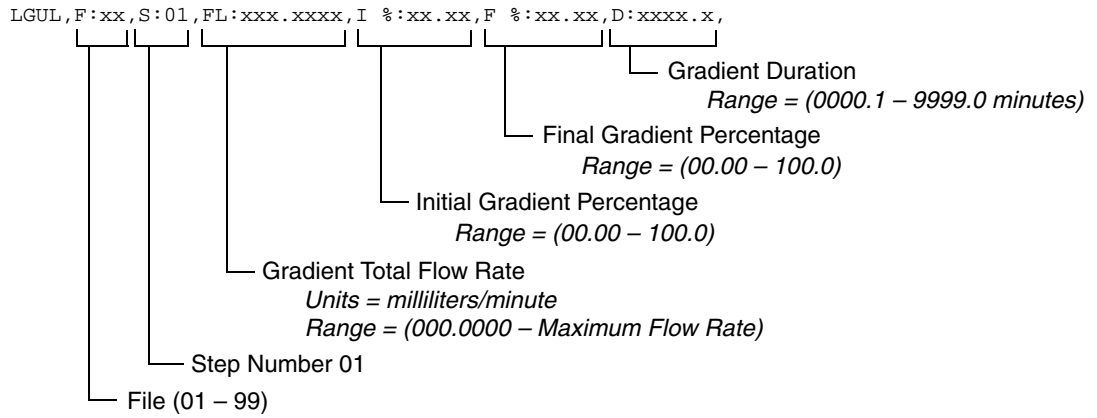 LGUL,F:xx,S:01,FL:xxx.xxxx,I %:xx.xx,F %:xx.xx,D:xxxx.x,
Gradient Duration
Range = (0000.1 – 9999.0 minutes)
Final Gradient Percentage
Range = (00.00 – 100.0)
Initial Gradient Percentage
Range = (00.00 – 100.0)
Gradient Total Flow Rate
Units = milliliters/minute
Range = (000.0000 – Maximum Flow Rate)
Step Number 01
File (01 – 99)